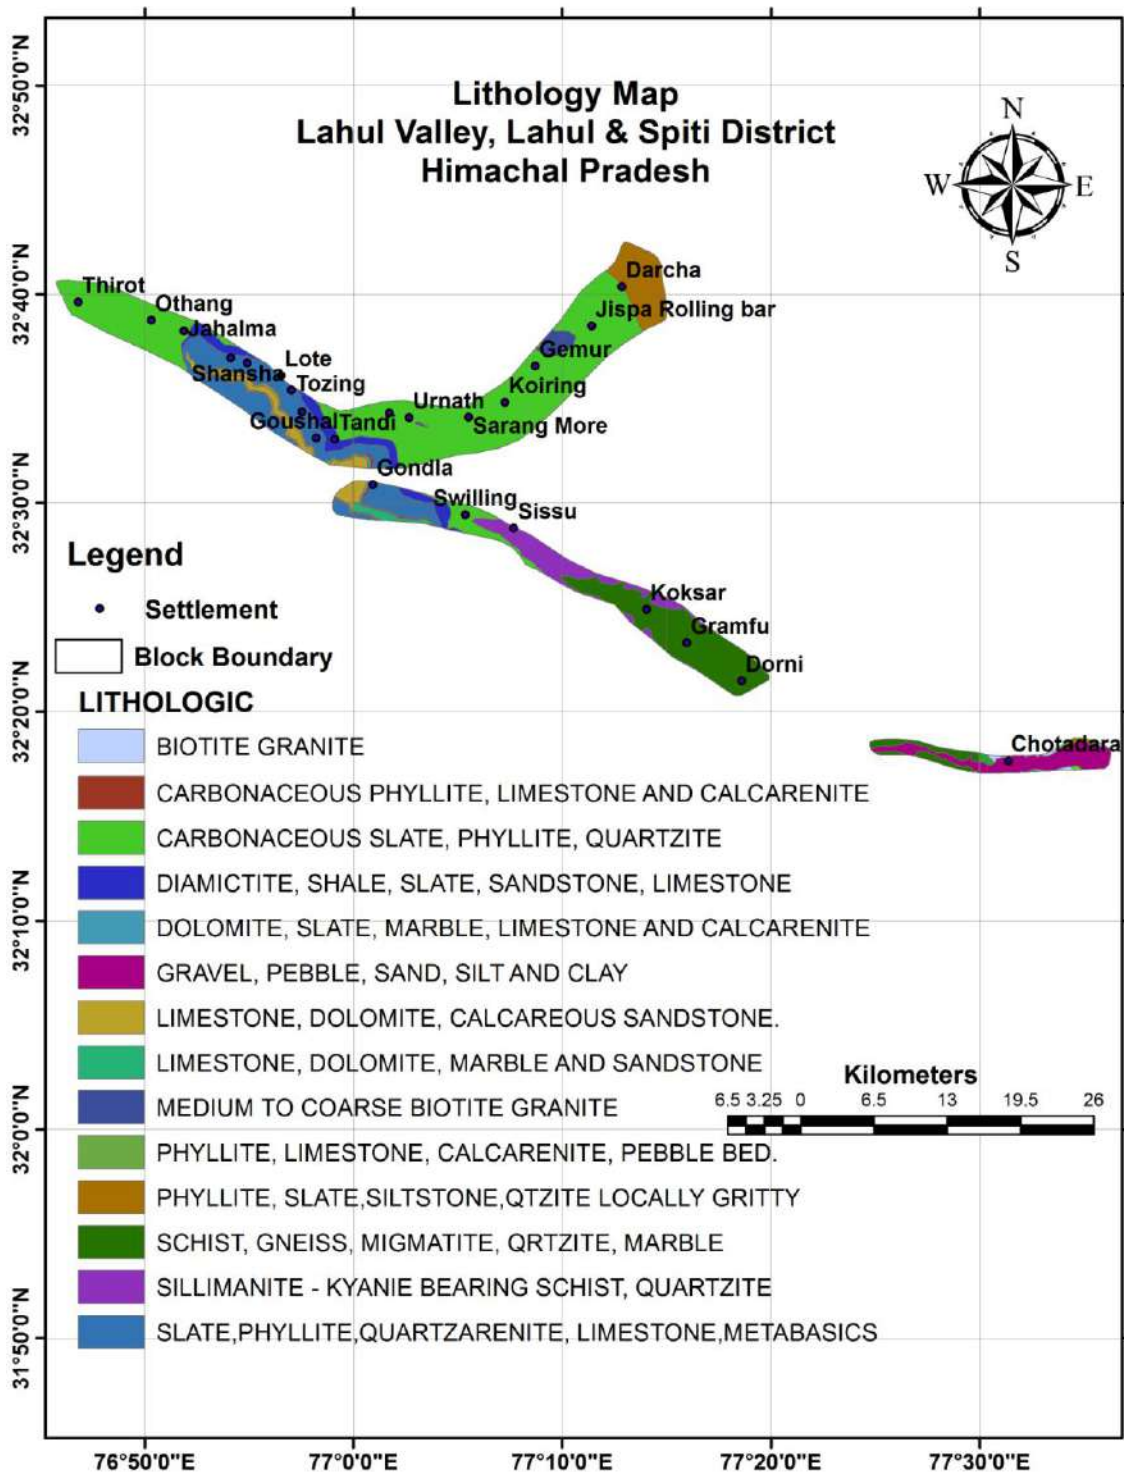 Lithology Map
Lahul Valley, Lahul & Spiti District
Himachal Pradesh
N
W
E
S
32°50'0"N
32°40'0"N
32°30'0"N
32°20'0"N
32°10'0"N
32°0'0"N
31°50'0"N
Darcha
Thirot
Othang
Jispa Rolling bar
Jahalma
Gemur
Lote
Shansha
Tozing
Koiring
Urnath
Goushal
Tandi
Sarang More
Gondla
Swilling
Sissu
Koksar
Gramfu
Dorni
Chotadara
Legend
Settlement
Block Boundary
LITHOLOGIC
BIOTITE GRANITE
CARBONACEOUS PHYLLITE, LIMESTONE AND CALCARENITE
CARBONACEOUS SLATE, PHYLLITE, QUARTZITE
DIAMICTITE, SHALE, SLATE, SANDSTONE, LIMESTONE
DOLOMITE, SLATE, MARBLE, LIMESTONE AND CALCARENITE
GRAVEL, PEBBLE, SAND, SILT AND CLAY
LIMESTONE, DOLOMITE, CALCAREOUS SANDSTONE.
LIMESTONE, DOLOMITE, MARBLE AND SANDSTONE
MEDIUM TO COARSE BIOTITE GRANITE
PHYLLITE, LIMESTONE, CALCARENITE, PEBBLE BED.
PHYLLITE, SLATE,SILTSTONE,QTZITE LOCALLY GRITTY
SCHIST, GNEISS, MIGMATITE, QRTZITE, MARBLE
SILLIMANITE - KYANIE BEARING SCHIST, QUARTZITE
SLATE,PHYLLITE,QUARTZARENITE, LIMESTONE,METABASICS
Kilometers
6.5 3.25 0 6.5 13 19.5 26
76°50'0"E 77°0'0"E 77°10'0"E 77°20'0"E 77°30'0"E